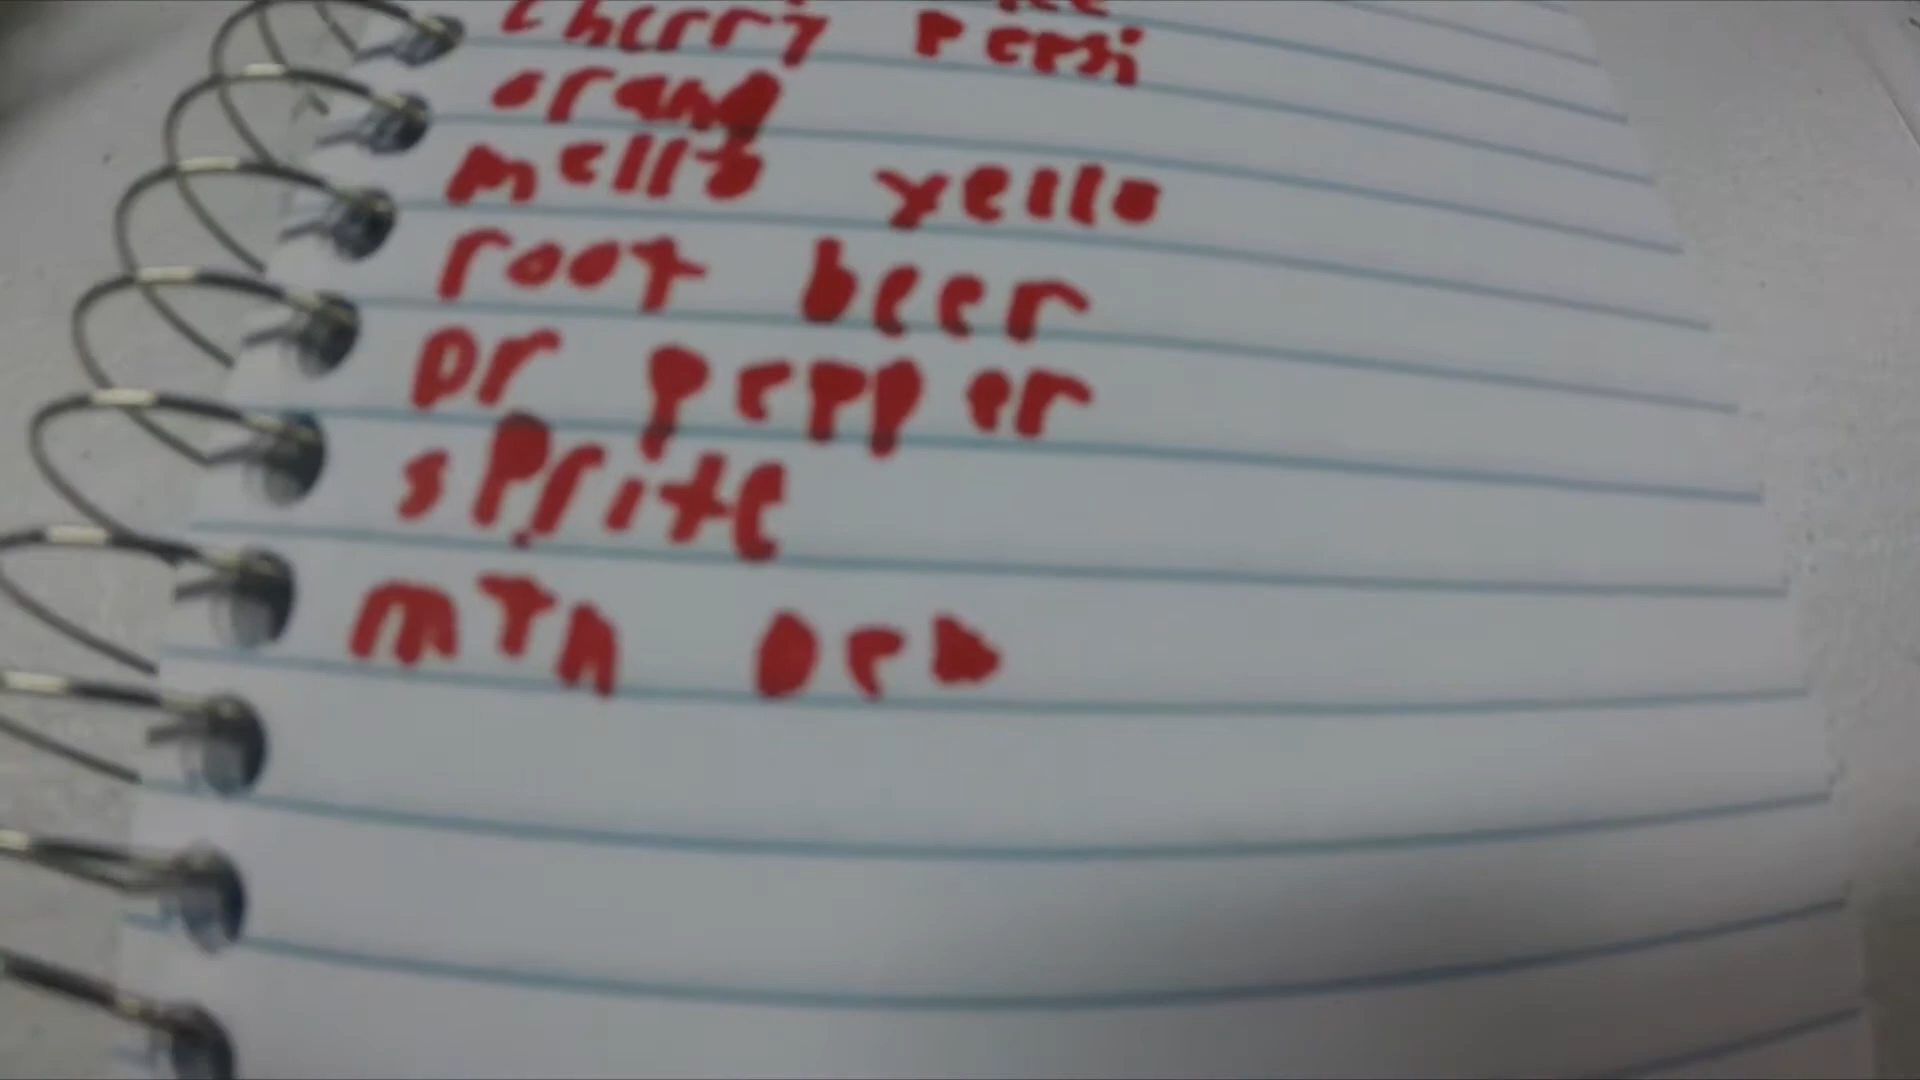 cherry pepsi
orang
mello yello
root beer
Dr pepper
sprite
mtn Dew